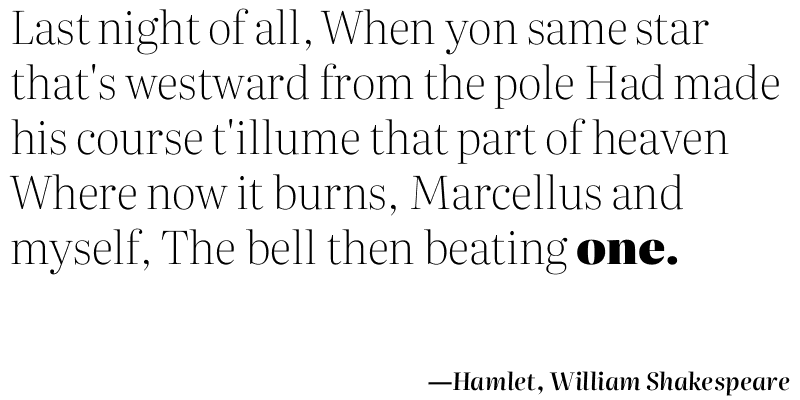 Last night of all, When yon same star
that's westward from the pole Had made
his course t'illume that part of heaven
Where now it burns, Marcellus and
myself, The bell then beating one.
—Hamlet, William Shakespeare